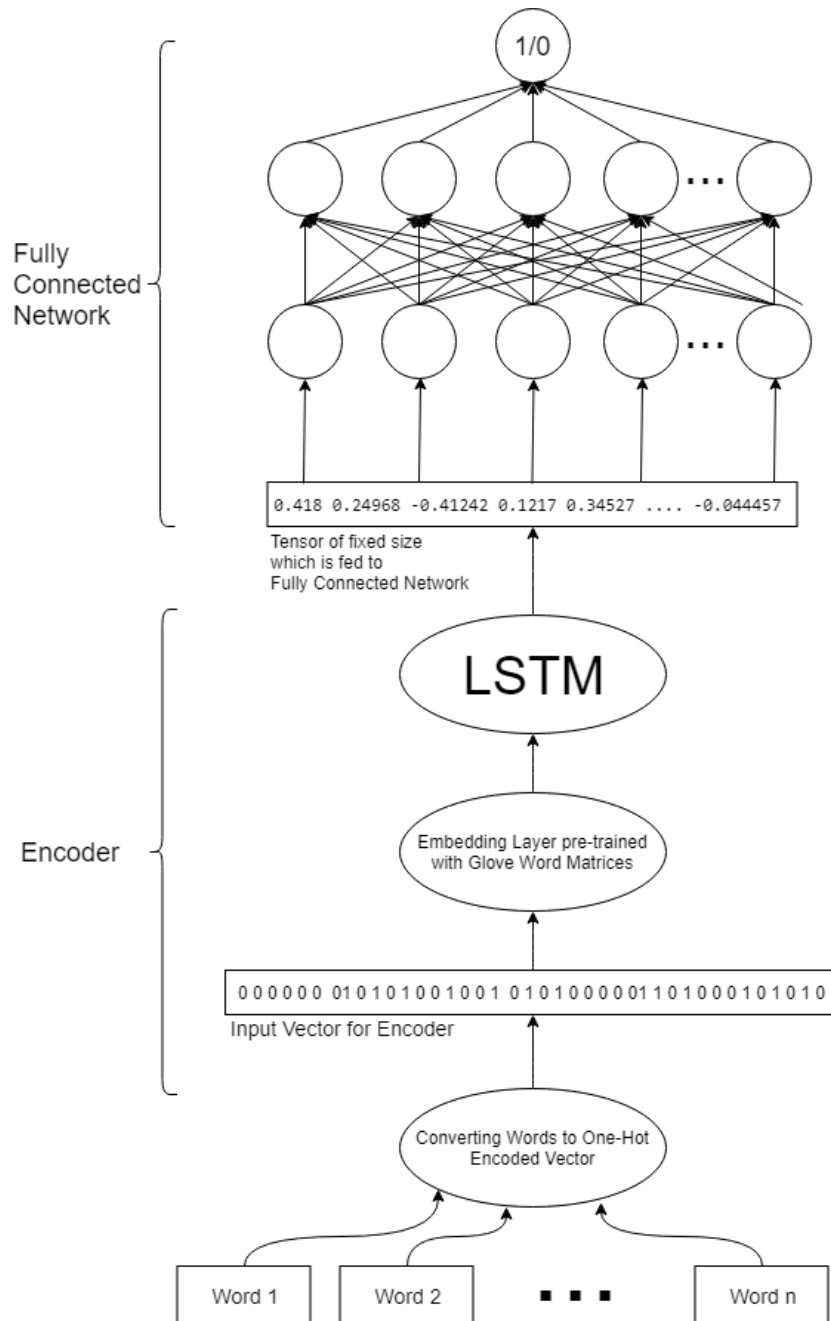 1/0
...
Fully
Connected
Network
...
0.418 0.24968 -0.41242 0.1217 0.34527 .... -0.044457
Tensor of fixed size
which is fed to
Fully Connected Network
LSTM
Embedding Layer pre-trained
with Glove Word Matrices
Encoder
0 0 0 0 0 0 01 0 1 0 1 0 0 1 0 0 1 0 1 0 1 0 0 0 0 01 1 0 1 0 0 0 1 0 1 0 1 0
Input Vector for Encoder
Converting Words to One-Hot
Encoded Vector
Word 1 Word 2 ... Word n